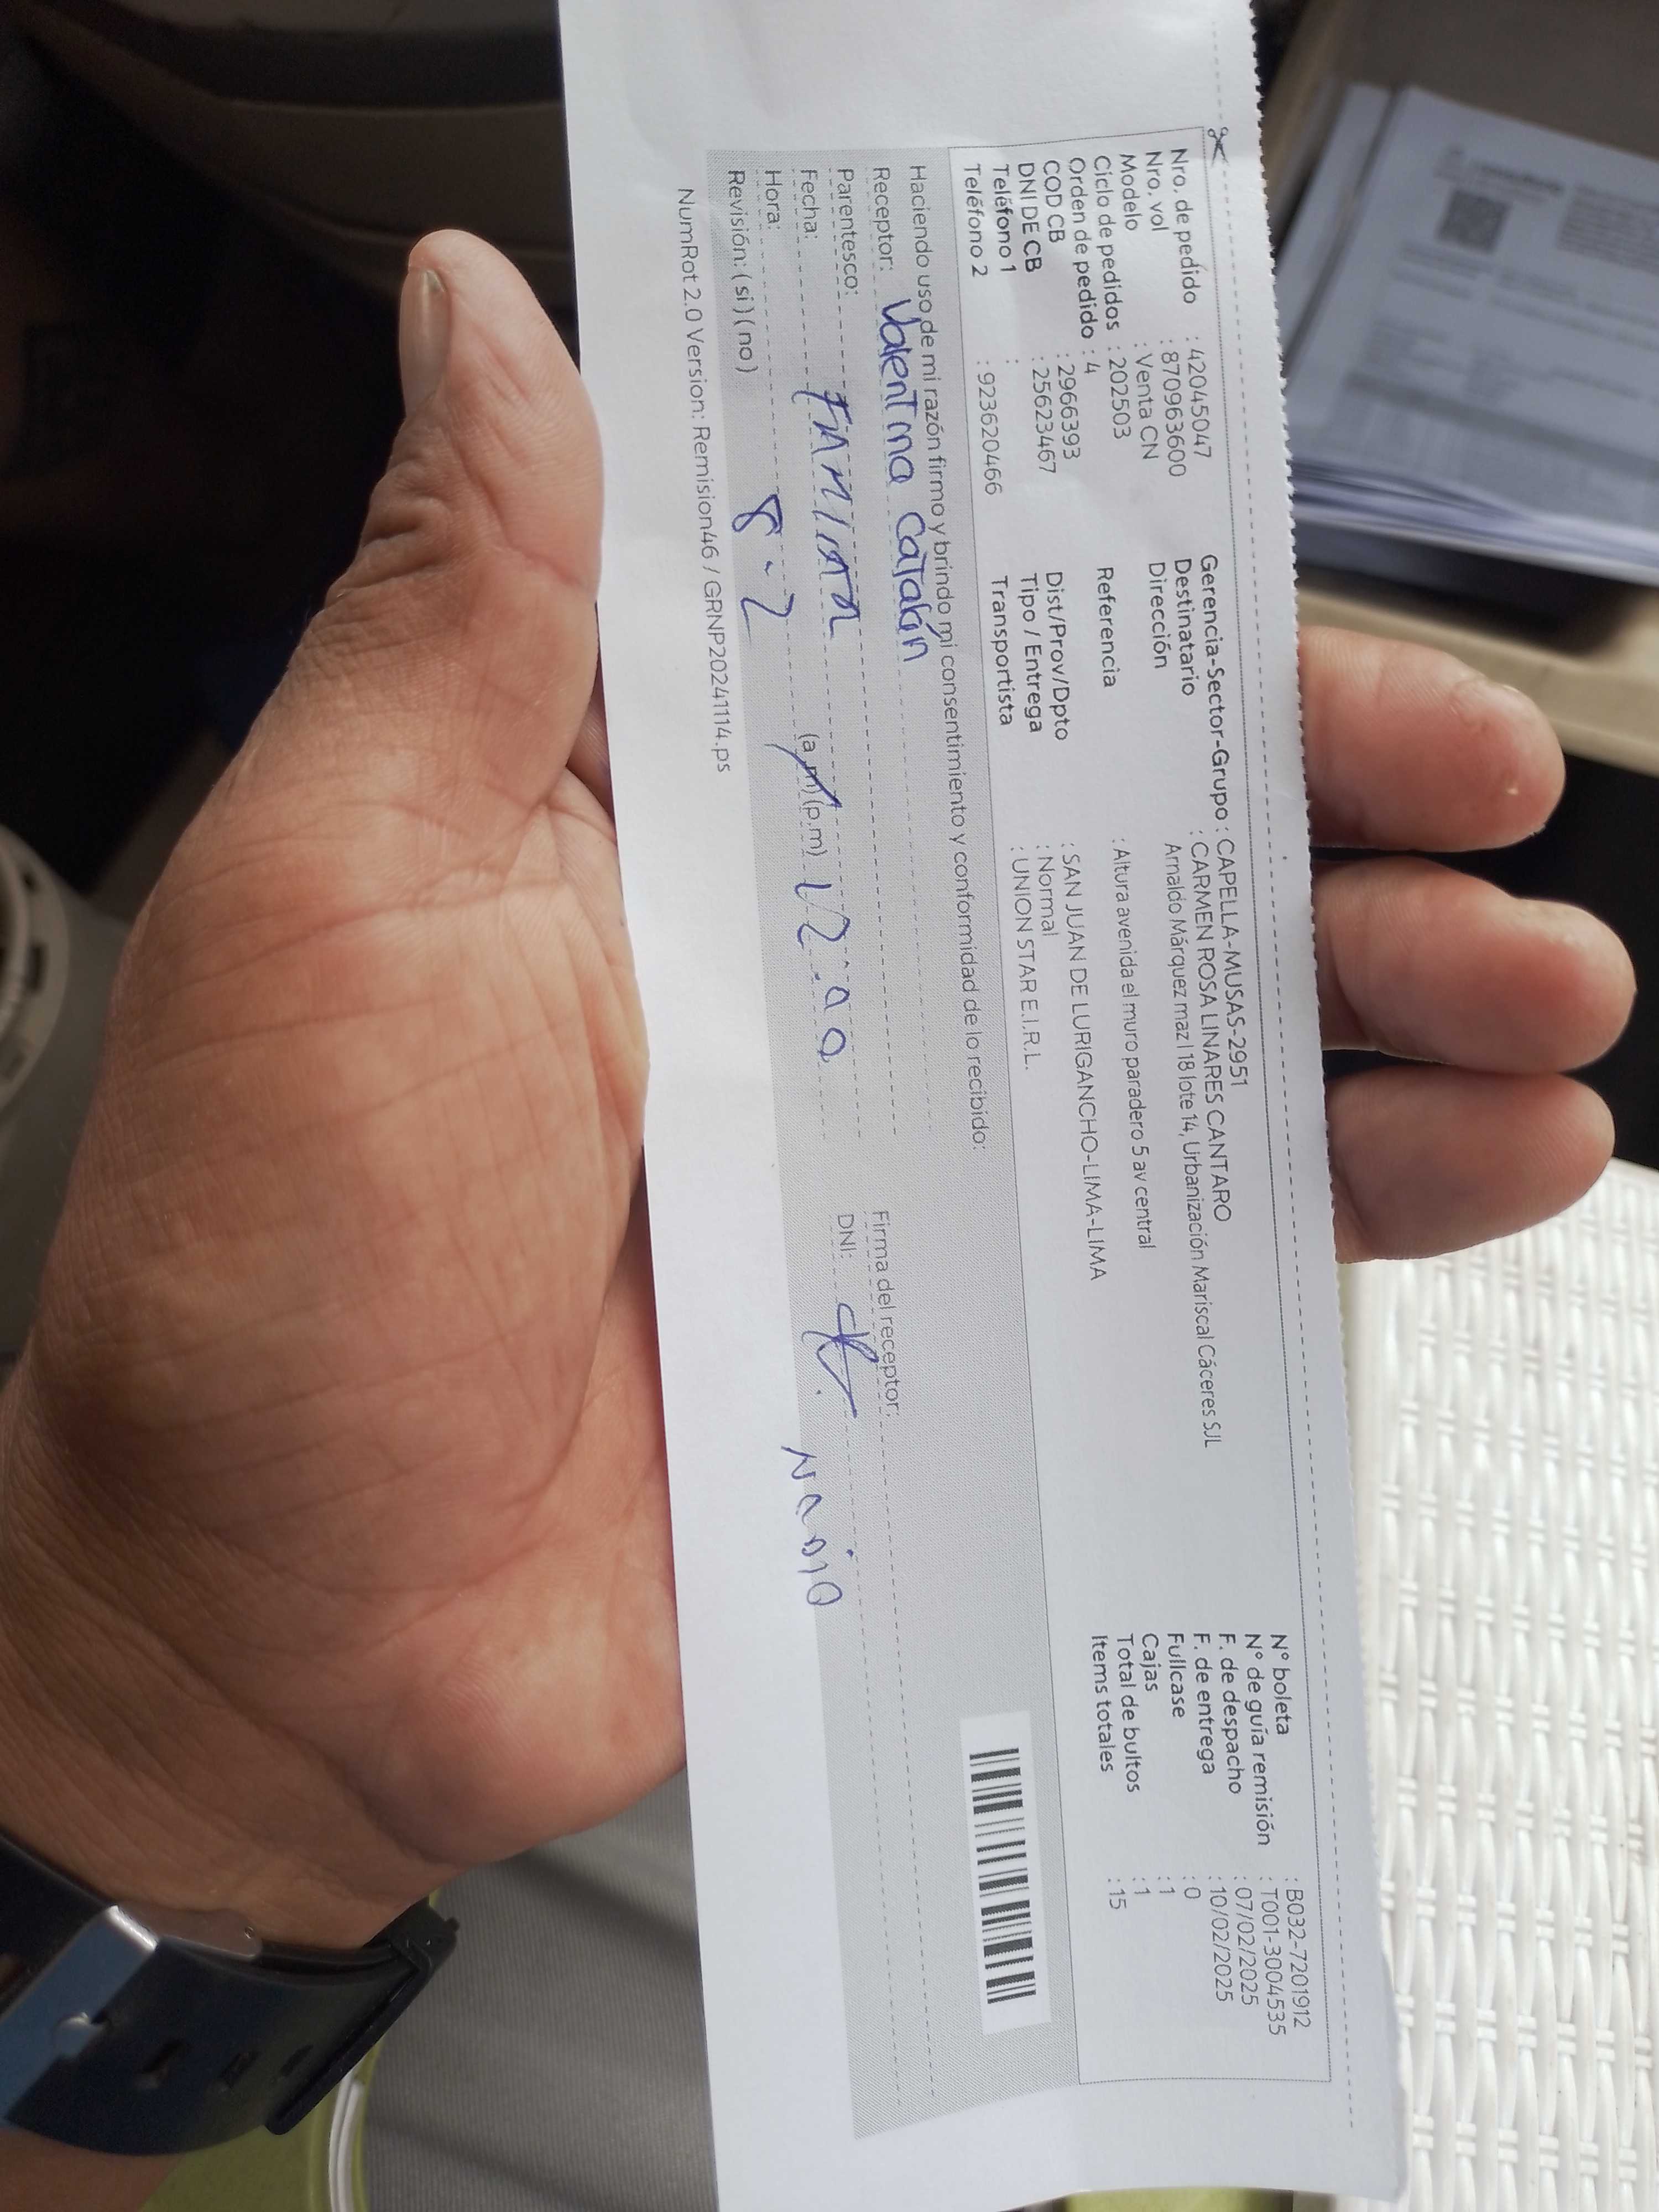 Nro. de pedido : 42045047
Nro. vol : 870963600
Modelo : Venta CN
Ciclo de pedidos : 202503
Orden de pedido : 4
COD CB : 2966393
DNI DE CB : 25623467
Teléfono 1 :
Teléfono 2 : 923620466
Gerencia-Sector-Grupo : CAPELLA-MUSAS-2951
Destinatario : CARMEN ROSA LINARES CANTARO
Dirección Arnaldo Márquez maz I 18 lote 14, Urbanización Mariscal Cáceres SJL
Referencia : Altura avenida el muro paradero 5 av central
Dist/Prov/Dpto : SAN JUAN DE LURIGANCHO-LIMA-LIMA
Tipo / Entrega : Normal
Transportista : UNION STAR E.I.R.L.
N° boleta : B032-7201912
N° de guía remisión : T001-3004535
F. de despacho : 07/02/2025
F. de entrega : 10/02/2025
Fullcase : 0
Cajas : 1
Total de bultos : 1
Items totales : 15
Haciendo uso de mi razón firmo y brindo mi consentimiento y conformidad de lo recibido:
Receptor: Valentina Catalán
Parentesco: FAMILIAR
Fecha: 8-2
Hora: (a.m)(p.m) 12:00
Revisión: ( si ) ( no )
Firma del receptor:
DNI:
NumRot 2.0 Version: Remision46 / GRNP20241114.ps